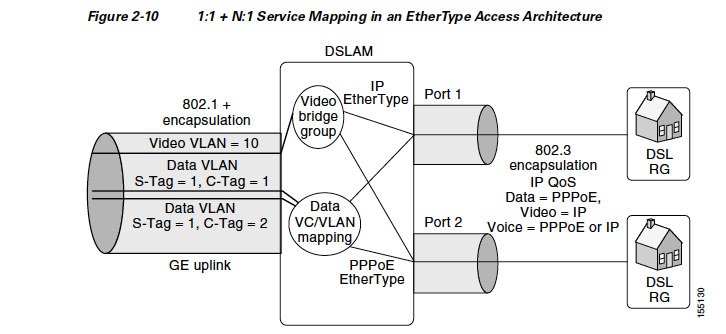 Figure 2-10 1:1 + N:1 Service Mapping in an EtherType Access Architecture
DSLAM
802.1 +
encapsulation
Video VLAN = 10
Data VLAN
S-Tag = 1, C-Tag = 1
Data VLAN
S-Tag = 1, C-Tag = 2
GE uplink
Video
bridge
group
IP
EtherType
Data
VC/VLAN
mapping
PPPoE
EtherType
Port 1
Port 2
802.3
encapsulation
IP QoS
Data = PPPoE,
Video = IP
Voice = PPPoE or IP
DSL
RG
DSL
RG
155130